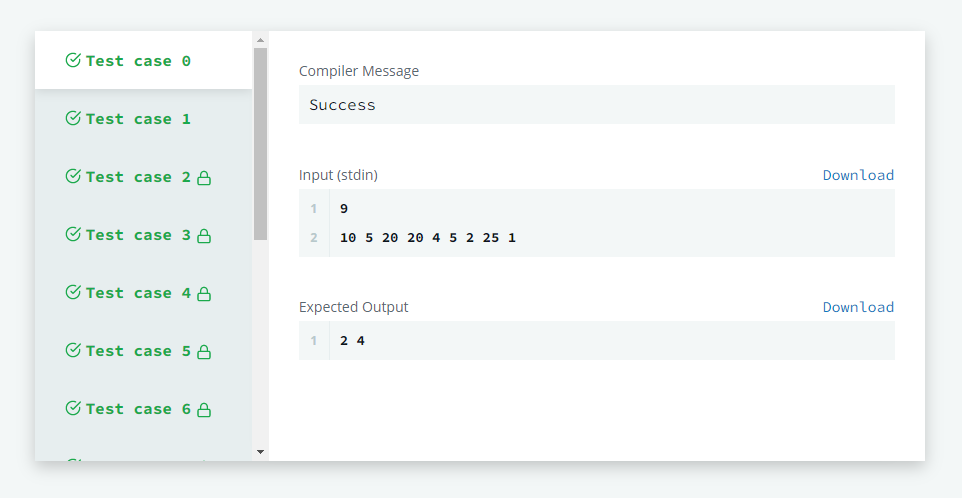 Test case 0
Test case 1
Test case 2
Test case 3
Test case 4
Test case 5
Test case 6
Compiler Message
Success
Input (stdin) Download
1 9
2 10 5 20 20 4 5 2 25 1
Expected Output Download
1 2 4